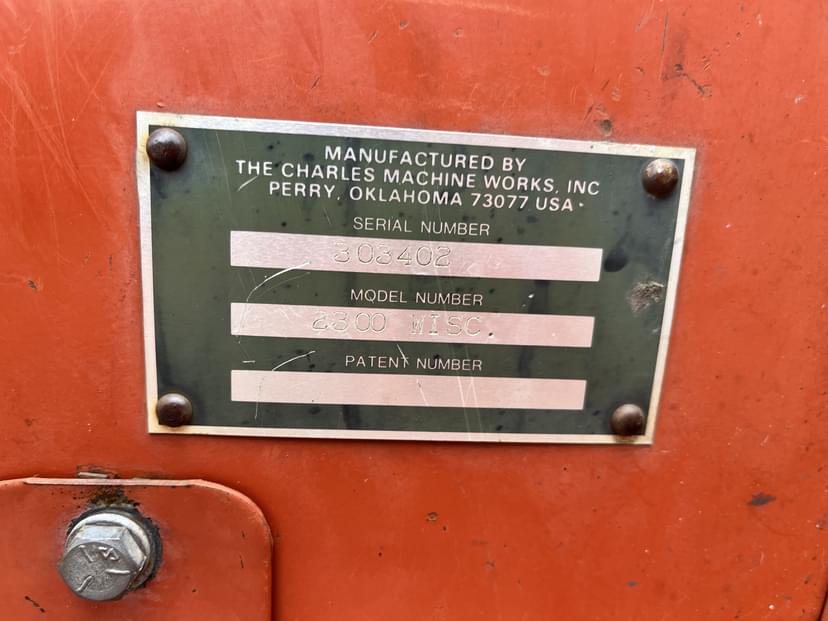 MANUFACTURED BY
THE CHARLES MACHINE WORKS, INC
PERRY, OKLAHOMA 73077 USA
SERIAL NUMBER
303402
MODEL NUMBER
2300 WISC.
PATENT NUMBER